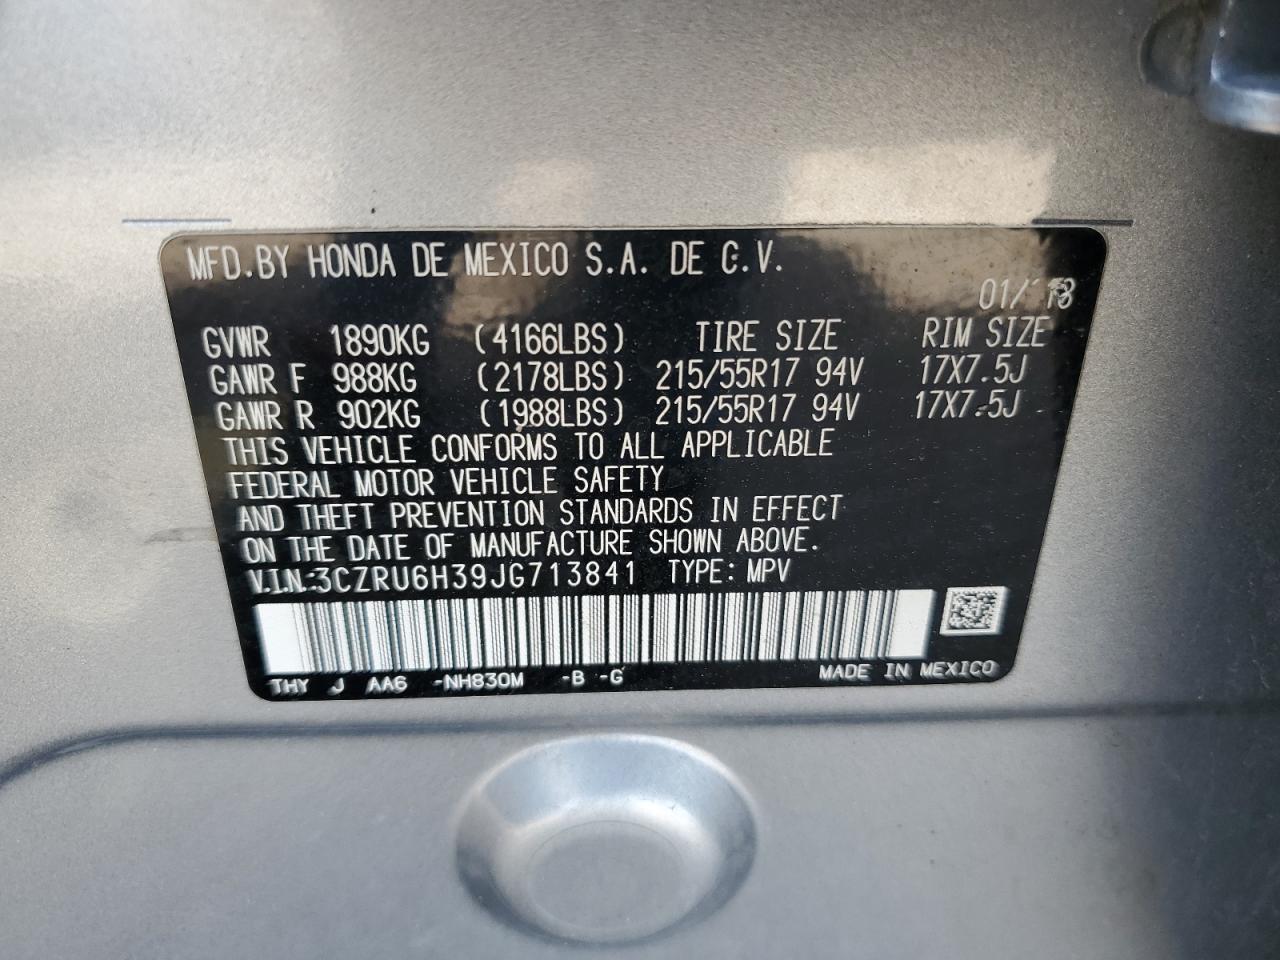 MFD.BY HONDA DE MEXICO S.A. DE C.V.
01/18
GVWR 1890KG (4166LBS) TIRE SIZE RIM SIZE
GAWR F 988KG (2178LBS) 215/55R17 94V 17X7.5J
GAWR R 902KG (1988LBS) 215/55R17 94V 17X7.5J
THIS VEHICLE CONFORMS TO ALL APPLICABLE
FEDERAL MOTOR VEHICLE SAFETY
AND THEFT PREVENTION STANDARDS IN EFFECT
ON THE DATE OF MANUFACTURE SHOWN ABOVE.
V.I.N.:3CZRU6H39JG713841 TYPE: MPV
THY J AA6 -NH830M -B -G MADE IN MEXICO